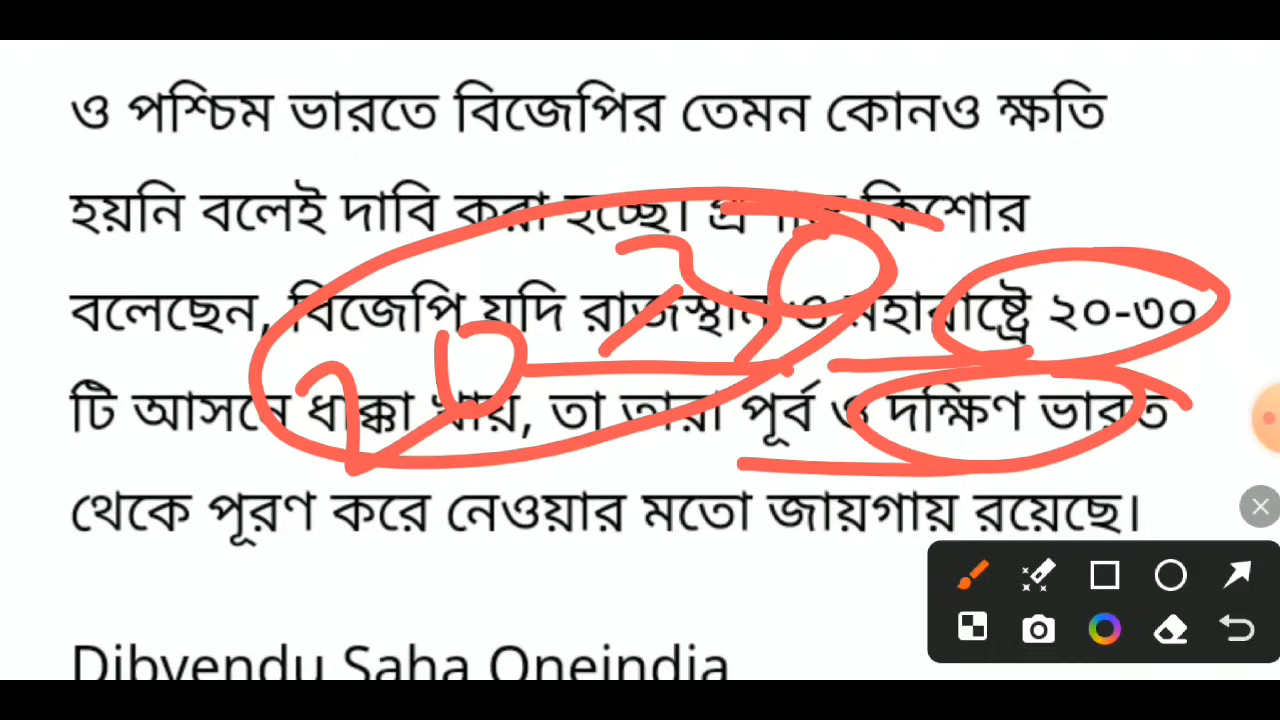 ও পশ্চিম ভারতে বিজেপির তেমন কোনও ক্ষতি
হয়নি বলেই দাবি করা হচ্ছে। প্রশান্ত কিশোর
বলেছেন, বিজেপি যদি রাজস্থান ও মহারাষ্ট্রে ২০-৩০
টি আসনে ধাক্কা খায়, তা তারা পূর্ব ও দক্ষিণ ভারত
থেকে পূরণ করে নেওয়ার মতো জায়গায় রয়েছে।
Dibyendu Saha Oneindia